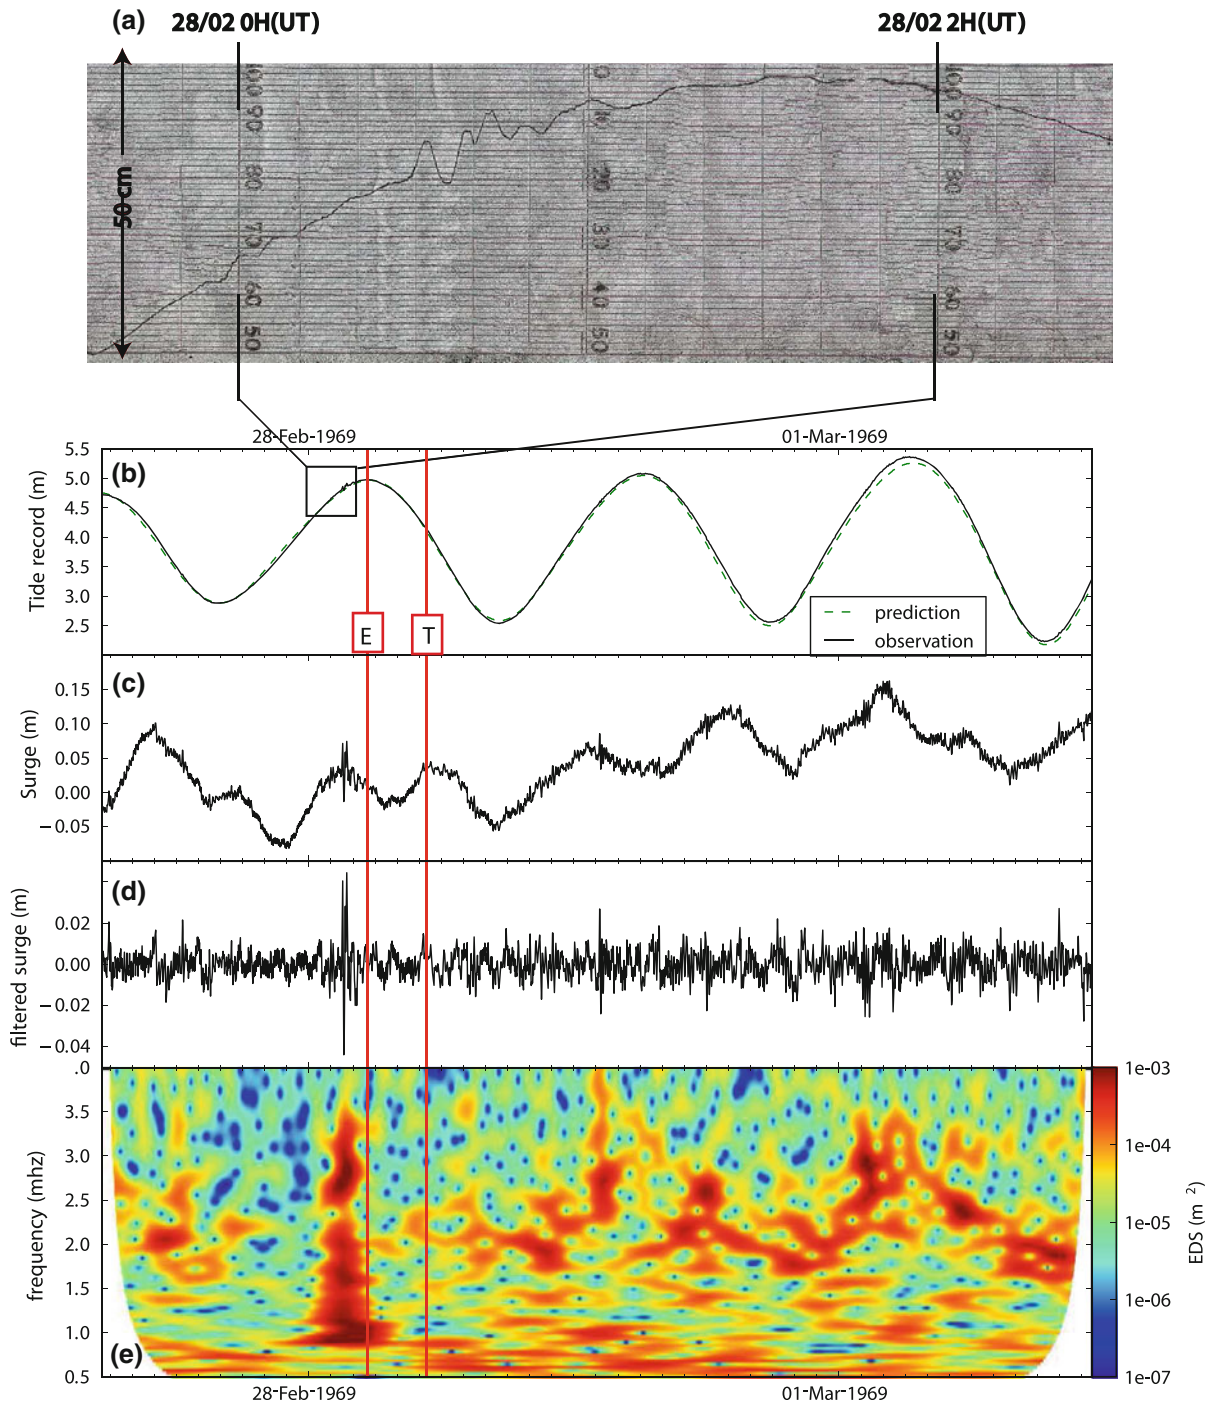 (a) 28/02 0H(UT) 28/02 2H(UT)
50 cm
100 90 80 70 60 50
0 10 20 30 40 50
100 90 80 70 60 50
28-Feb-1969 01-Mar-1969
(b)
Tide record (m)
5.5
5.0
4.5
4.0
3.5
3.0
2.5
E T
prediction
observation
(c)
Surge (m)
0.15
0.10
0.05
0.00
−0.05
(d)
filtered surge (m)
0.02
0.00
−0.02
−0.04
.0
3.5
3.0
2.5
2.0
1.5
1.0
0.5
frequency (mhz)
(e)
28-Feb-1969 01-Mar-1969
1e-03
1e-04
1e-05
1e-06
1e-07
EDS (m 2)